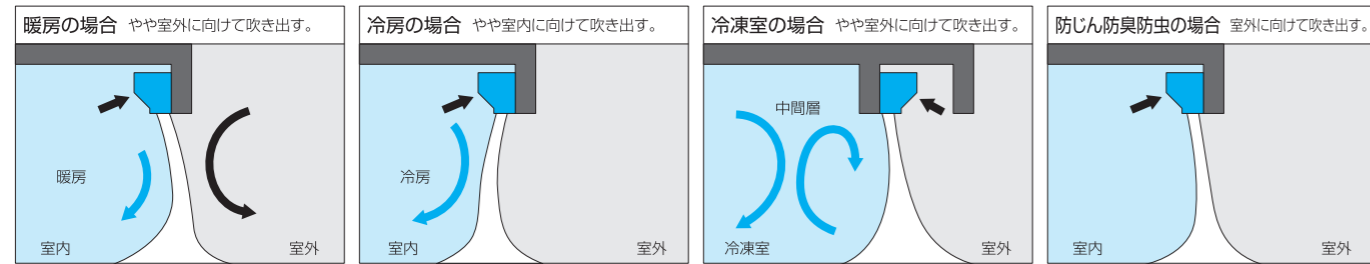 暖房の場合 やや室外に向けて吹き出す。
暖房
室内
室外
冷房の場合 やや室内に向けて吹き出す。
冷房
室内
室外
冷凍室の場合 やや室外に向けて吹き出す。
中間層
冷凍室
室外
防じん防臭防虫の場合 室外に向けて吹き出す。
室内
室外